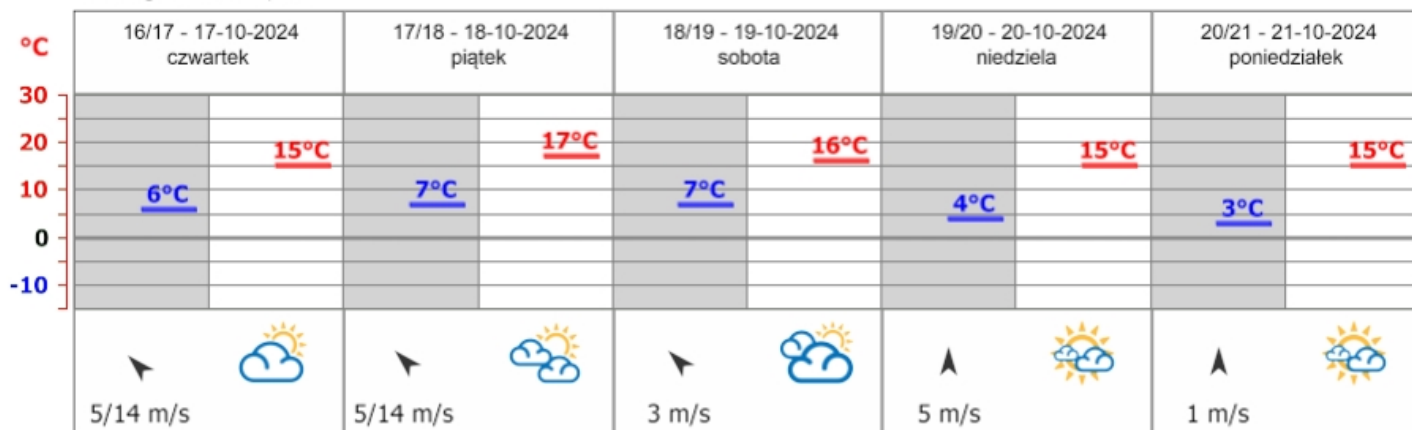 16/17 - 17-10-2024
czwartek
17/18 - 18-10-2024
piątek
18/19 - 19-10-2024
sobota
19/20 - 20-10-2024
niedziela
20/21 - 21-10-2024
poniedziałek
°C
30
20
10
0
-10
6°C
15°C
7°C
17°C
7°C
16°C
4°C
15°C
3°C
15°C
5/14 m/s
5/14 m/s
3 m/s
5 m/s
1 m/s